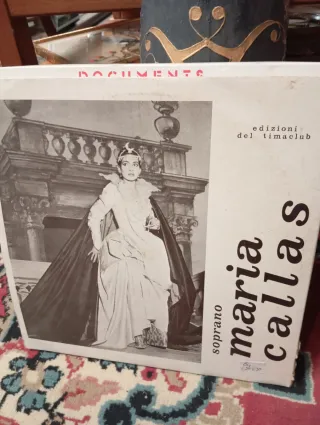 DOCUMENTS
edizioni
del timaclub
soprano
maria
callas